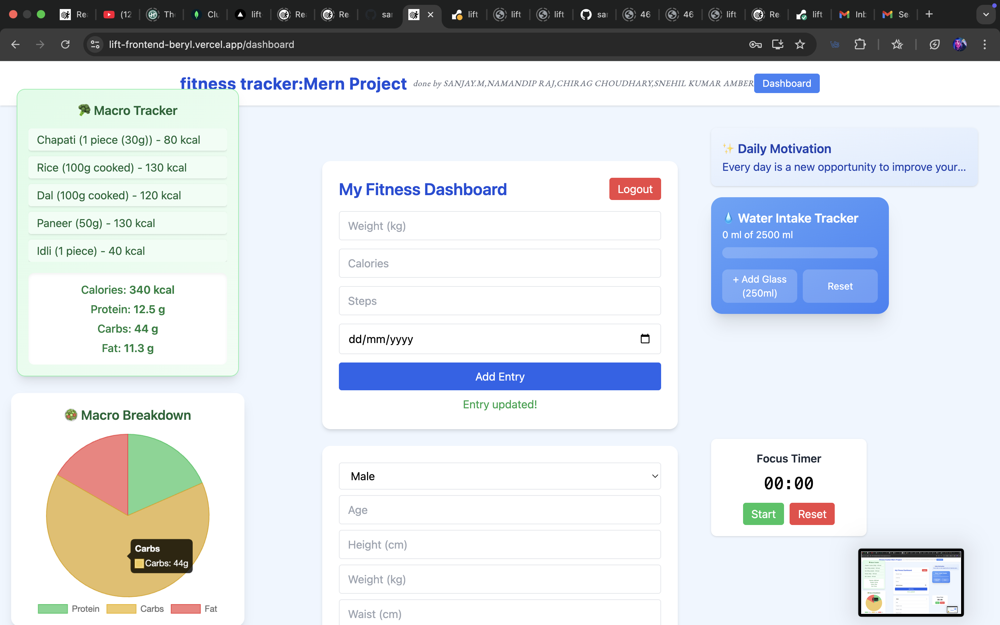 Re
(12
Th
Clu
lift
Re
Re
sar
lift
lift
lift
sar
46
46
lift
Re
lift
Inb
Se
lift-frontend-beryl.vercel.app/dashboard
fitness tracker:Mern Project
done by SANJAY.M,NAMANDIP RAJ,CHIRAG CHOUDHARY,SNEHIL KUMAR AMBER
Dashboard
🥦 Macro Tracker
Chapati (1 piece (30g)) - 80 kcal
Rice (100g cooked) - 130 kcal
Dal (100g cooked) - 120 kcal
Paneer (50g) - 130 kcal
Idli (1 piece) - 40 kcal
Calories: 340 kcal
Protein: 12.5 g
Carbs: 44 g
Fat: 11.3 g
🥗 Macro Breakdown
Carbs
Carbs: 44g
Protein
Carbs
Fat
My Fitness Dashboard
Logout
Weight (kg)
Calories
Steps
dd/mm/yyyy
Add Entry
Entry updated!
Male
Age
Height (cm)
Weight (kg)
Waist (cm)
✨ Daily Motivation
Every day is a new opportunity to improve your...
💧 Water Intake Tracker
0 ml of 2500 ml
+ Add Glass
(250ml)
Reset
Focus Timer
00:00
Start
Reset